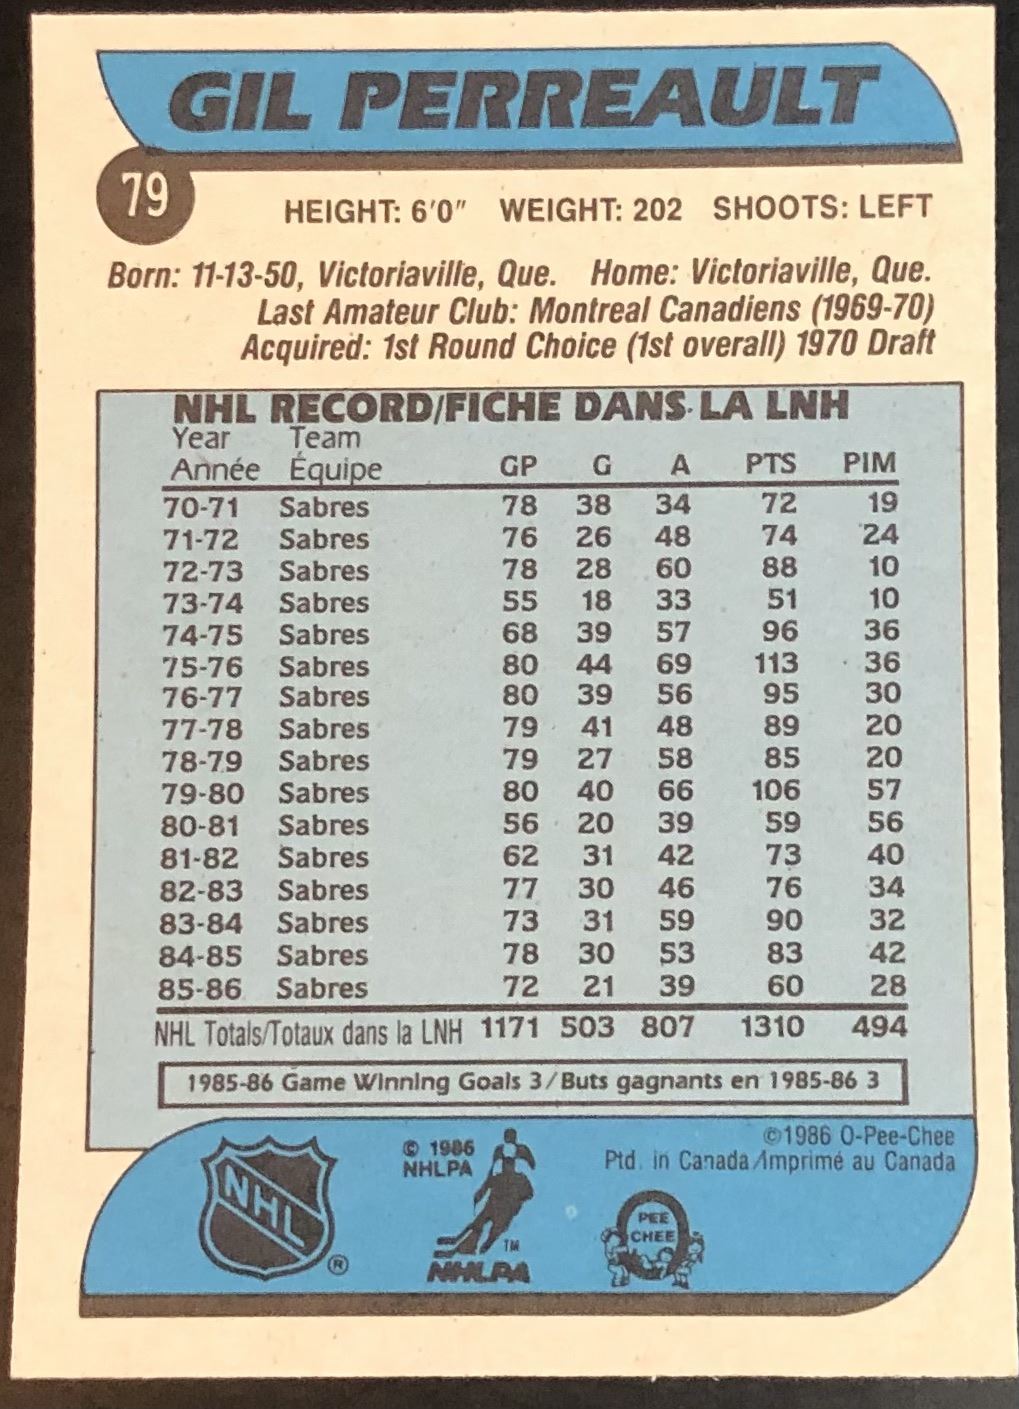 GIL PERREAULT
79
HEIGHT: 6'0" WEIGHT: 202 SHOOTS: LEFT
Born: 11-13-50, Victoriaville, Que. Home: Victoriaville, Que.
Last Amateur Club: Montreal Canadiens (1969-70)
Acquired: 1st Round Choice (1st overall) 1970 Draft
NHL RECORD/FICHE DANS LA LNH
Year Team
Année Équipe GP G A PTS PIM
70-71 Sabres 78 38 34 72 19
71-72 Sabres 76 26 48 74 24
72-73 Sabres 78 28 60 88 10
73-74 Sabres 55 18 33 51 10
74-75 Sabres 68 39 57 96 36
75-76 Sabres 80 44 69 113 36
76-77 Sabres 80 39 56 95 30
77-78 Sabres 79 41 48 89 20
78-79 Sabres 79 27 58 85 20
79-80 Sabres 80 40 66 106 57
80-81 Sabres 56 20 39 59 56
81-82 Sabres 62 31 42 73 40
82-83 Sabres 77 30 46 76 34
83-84 Sabres 73 31 59 90 32
84-85 Sabres 78 30 53 83 42
85-86 Sabres 72 21 39 60 28
NHL Totals/Totaux dans la LNH 1171 503 807 1310 494
1985-86 Game Winning Goals 3/Buts gagnants en 1985-86 3
NHL
®
© 1986
NHLPA
TM
NHLPA
©1986 O-Pee-Chee
Ptd. in Canada/Imprimé au Canada
PEE
CHEE